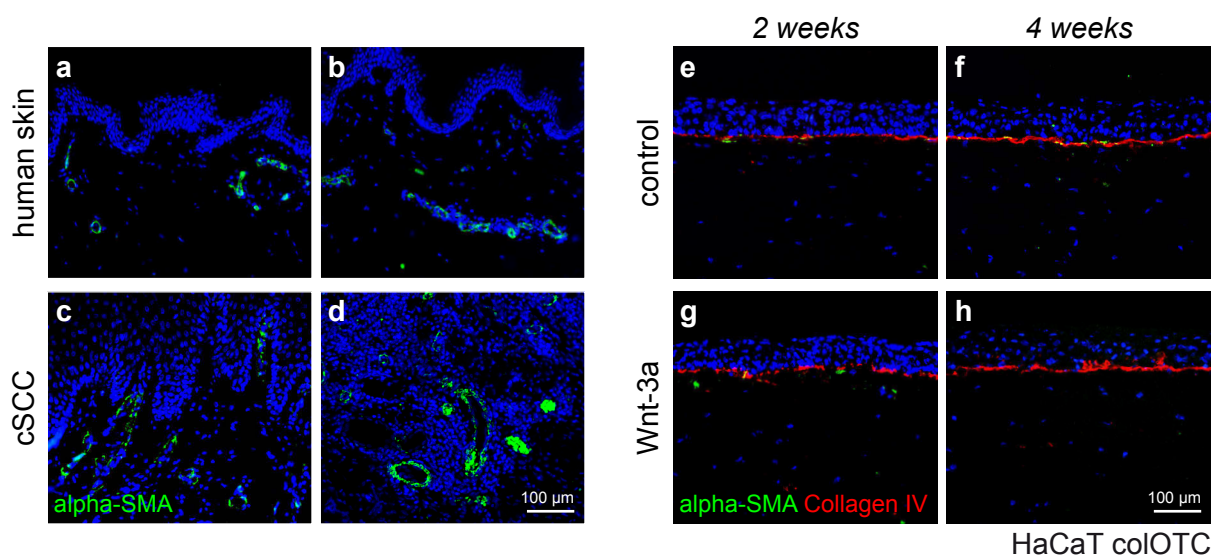 2 weeks
4 weeks
human skin
a
b
e
f
control
cSCC
c
d
g
h
Wnt-3a
alpha-SMA
100 µm
alpha-SMA Collagen IV
100 µm
HaCaT colOTC